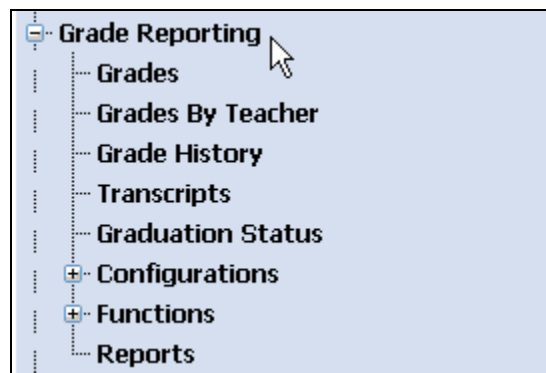 Grade Reporting
Grades
Grades By Teacher
Grade History
Transcripts
Graduation Status
Configurations
Functions
Reports